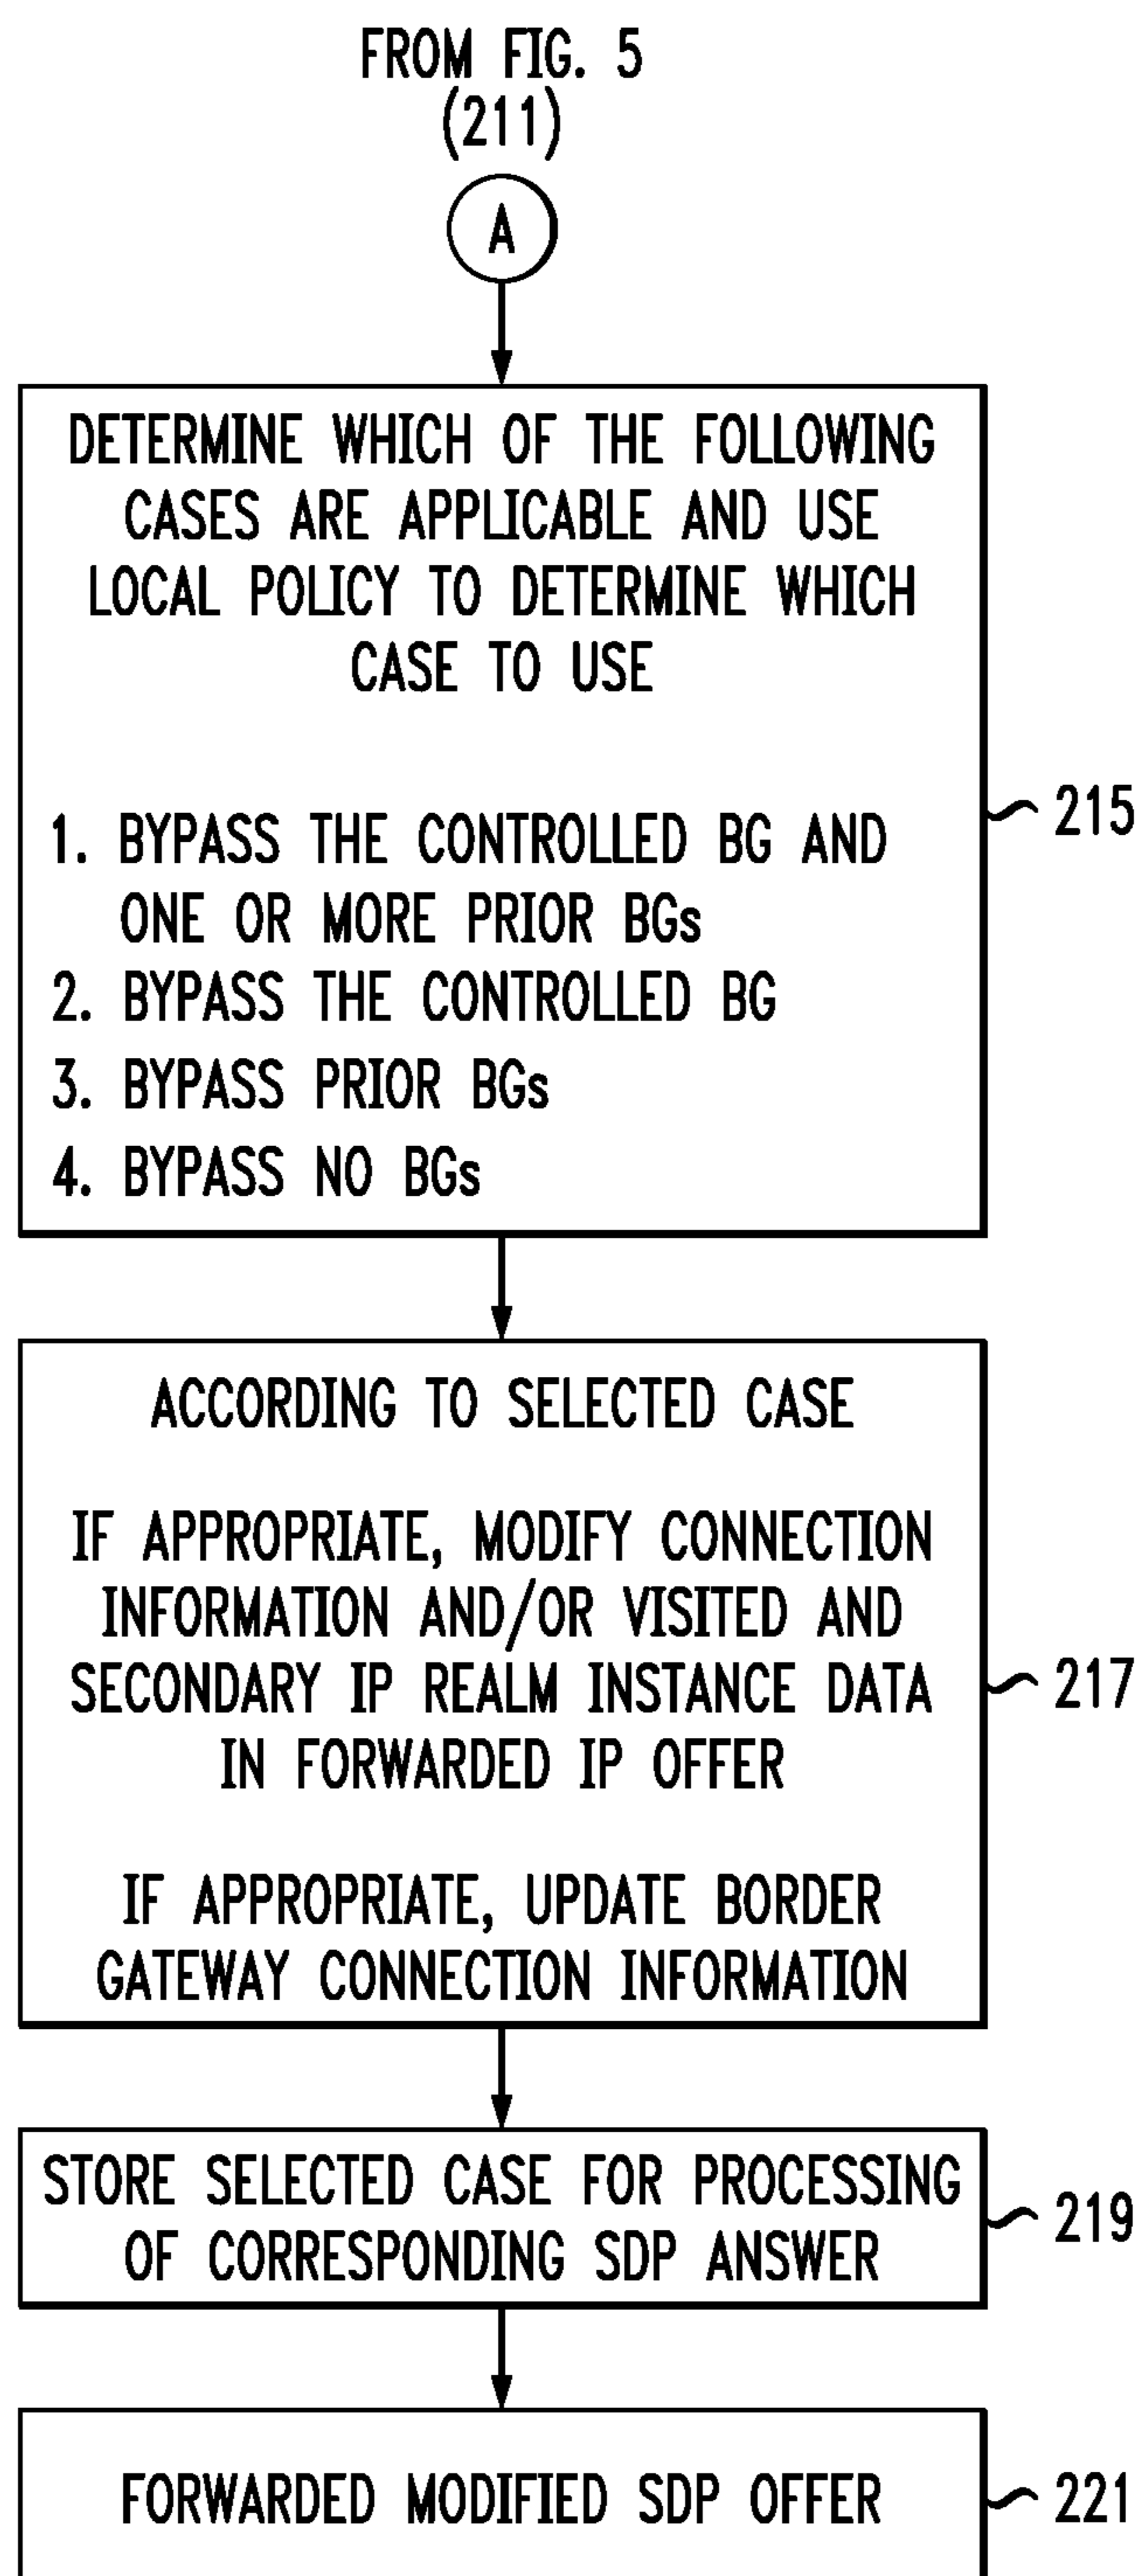 FROM FIG. 5
(211)
A
DETERMINE WHICH OF THE FOLLOWING
CASES ARE APPLICABLE AND USE
LOCAL POLICY TO DETERMINE WHICH
CASE TO USE
1. BYPASS THE CONTROLLED BG AND
ONE OR MORE PRIOR BGs
2. BYPASS THE CONTROLLED BG
3. BYPASS PRIOR BGs
4. BYPASS NO BGs
215
ACCORDING TO SELECTED CASE
IF APPROPRIATE, MODIFY CONNECTION
INFORMATION AND/OR VISITED AND
SECONDARY IP REALM INSTANCE DATA
IN FORWARDED IP OFFER
IF APPROPRIATE, UPDATE BORDER
GATEWAY CONNECTION INFORMATION
217
STORE SELECTED CASE FOR PROCESSING
OF CORRESPONDING SDP ANSWER
219
FORWARDED MODIFIED SDP OFFER
221